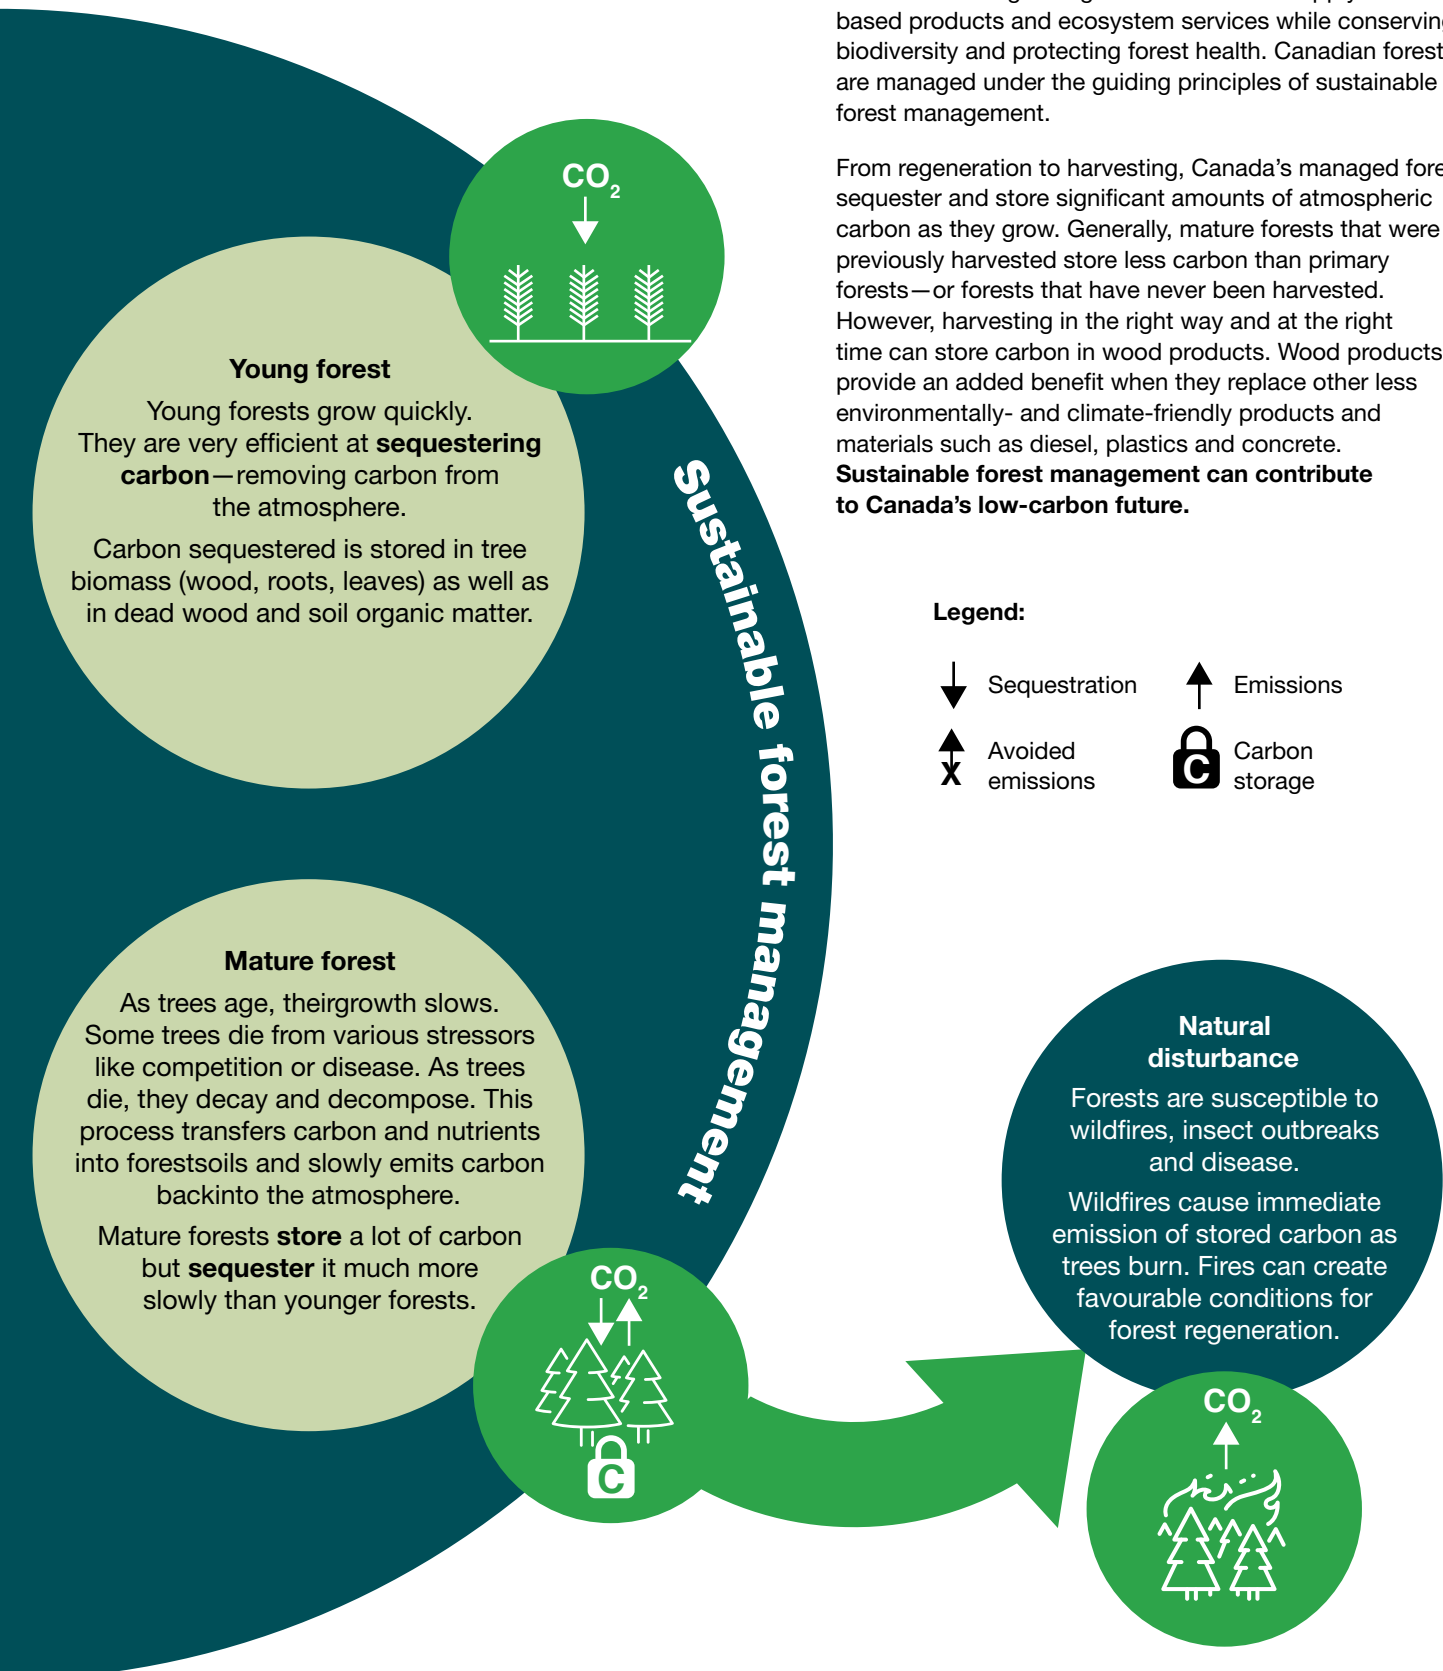 based products and ecosystem services while conserving
biodiversity and protecting forest health. Canadian forest
are managed under the guiding principles of sustainable
forest management.
From regeneration to harvesting, Canada's managed fore
sequester and store significant amounts of atmospheric
carbon as they grow. Generally, mature forests that were
previously harvested store less carbon than primary
forests—or forests that have never been harvested.
However, harvesting in the right way and at the right
time can store carbon in wood products. Wood products
provide an added benefit when they replace other less
environmentally- and climate-friendly products and
materials such as diesel, plastics and concrete.
Sustainable forest management can contribute
to Canada's low-carbon future.
CO2
Young forest
Young forests grow quickly.
They are very efficient at sequestering
carbon—removing carbon from
the atmosphere.
Carbon sequestered is stored in tree
biomass (wood, roots, leaves) as well as
in dead wood and soil organic matter.
Sustainable forest management
Legend:
Sequestration
Emissions
X
Avoided
emissions
C
Carbon
storage
Mature forest
As trees age, theirgrowth slows.
Some trees die from various stressors
like competition or disease. As trees
die, they decay and decompose. This
process transfers carbon and nutrients
into forestsoils and slowly emits carbon
backinto the atmosphere.
Mature forests store a lot of carbon
but sequester it much more
slowly than younger forests.
CO2
C
Natural
disturbance
Forests are susceptible to
wildfires, insect outbreaks
and disease.
Wildfires cause immediate
emission of stored carbon as
trees burn. Fires can create
favourable conditions for
forest regeneration.
CO2